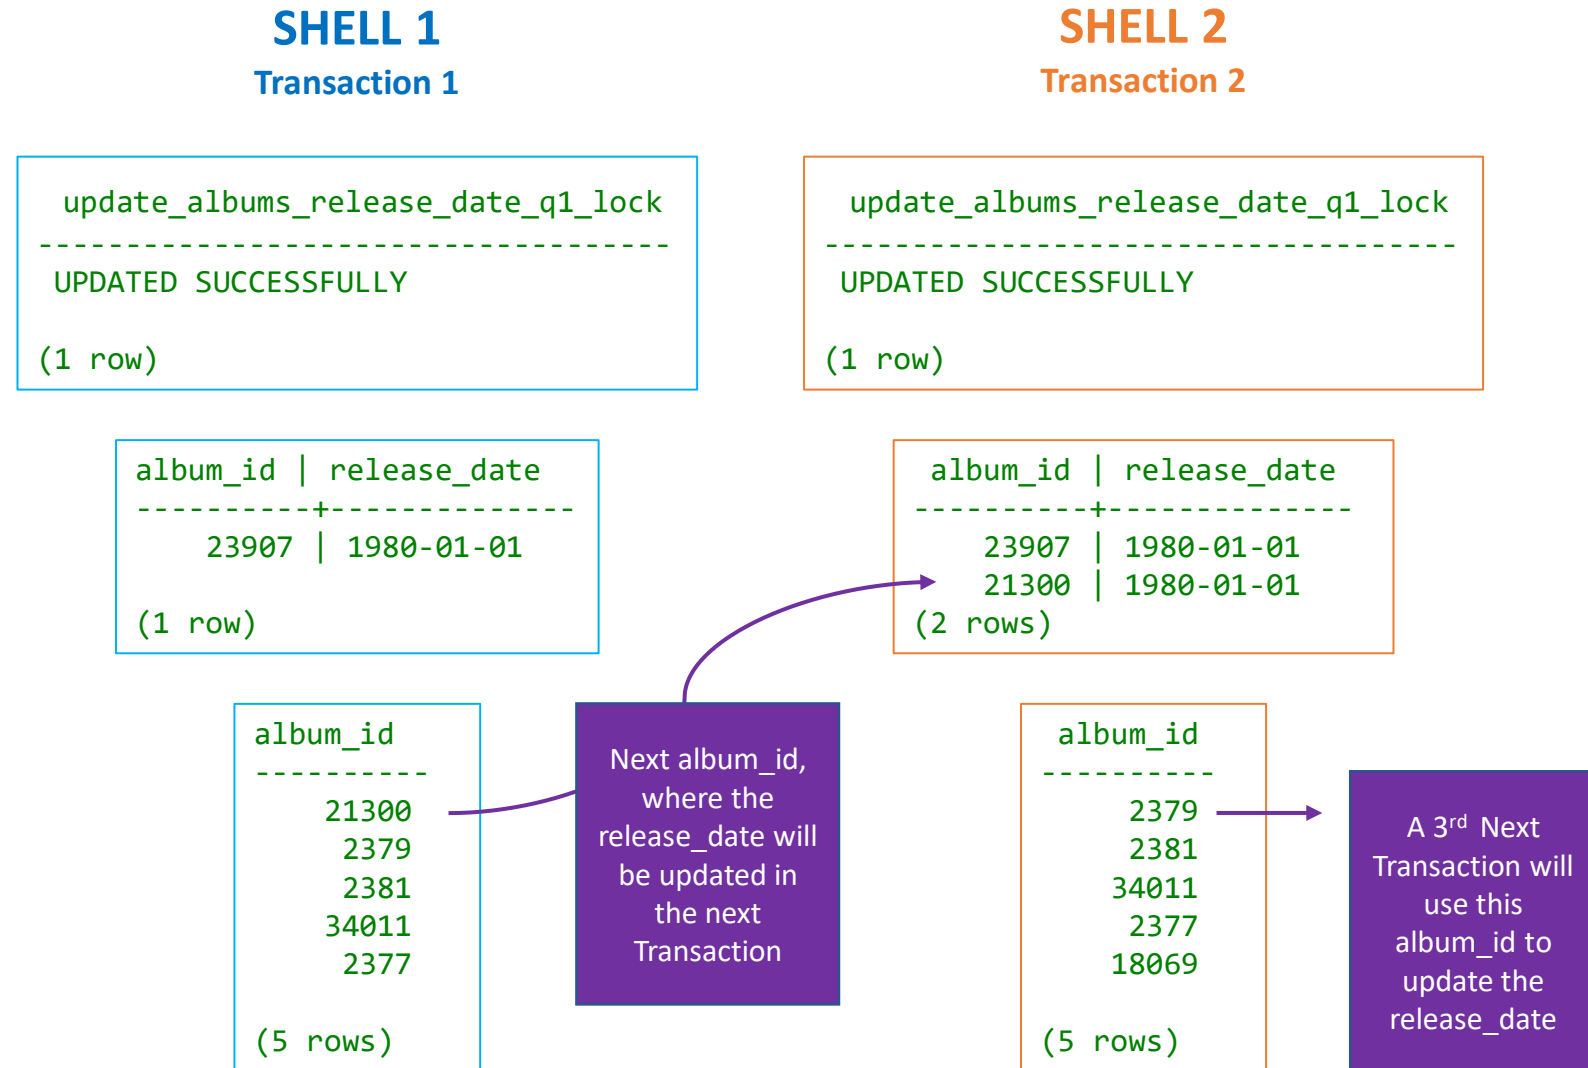 SHELL 1
Transaction 1
update_albums_release_date_q1_lock
------------------------------------
UPDATED SUCCESSFULLY
(1 row)
album_id | release_date
----------+--------------
23907 | 1980-01-01
(1 row)
album_id
----------
21300
2379
2381
34011
2377
(5 rows)
Next album_id,
where the
release_date will
be updated in
the next
Transaction
SHELL 2
Transaction 2
update_albums_release_date_q1_lock
------------------------------------
UPDATED SUCCESSFULLY
(1 row)
album_id | release_date
----------+--------------
23907 | 1980-01-01
21300 | 1980-01-01
(2 rows)
album_id
----------
2379
2381
34011
2377
18069
(5 rows)
A 3rd Next
Transaction will
use this
album_id to
update the
release_date